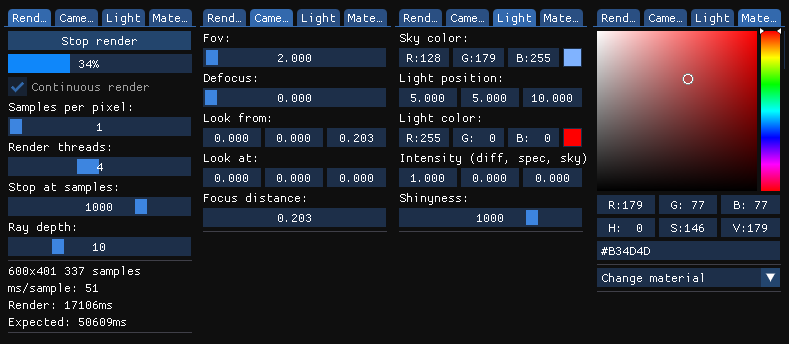 Rend… Came… Light Mate…
Stop render
34%
Continuous render
Samples per pixel:
1
Render threads:
4
Stop at samples:
1000
Ray depth:
10
600x401 337 samples
ms/sample: 51
Render: 17106ms
Expected: 50609ms
Rend… Came… Light Mate…
Fov:
2.000
Defocus:
0.000
Look from:
0.000 0.000 0.203
Look at:
0.000 0.000 0.000
Focus distance:
0.203
Rend… Came… Light Mate…
Sky color:
R:128 G:179 B:255
Light position:
5.000 5.000 10.000
Light color:
R:255 G: 0 B: 0
Intensity (diff, spec, sky)
1.000 0.000 0.000
Shinyness:
1000
Rend… Came… Light Mate…
R:179 G: 77 B: 77
H: 0 S:146 V:179
#B34D4D
Change material